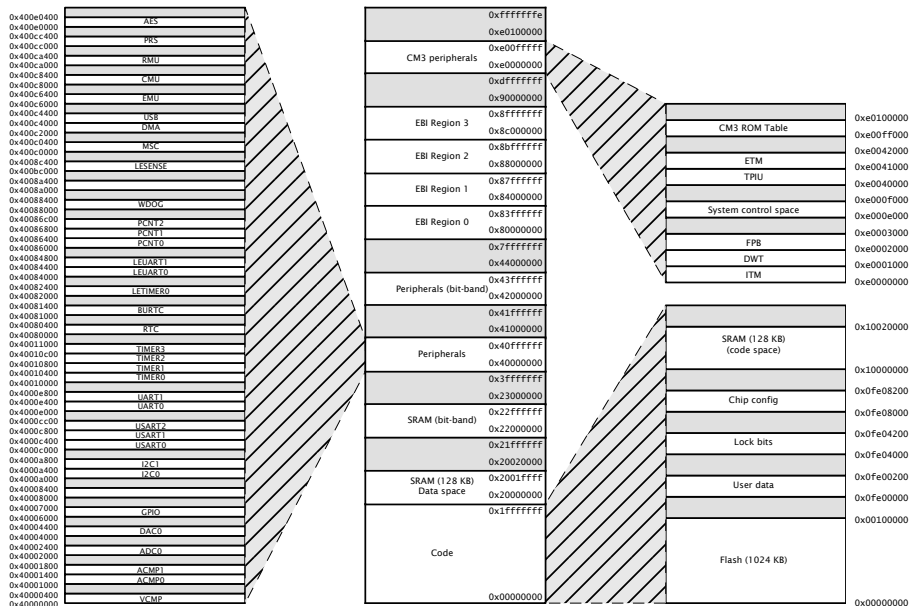 0x400e0400
AES
0x400e0000
0x400cc400
PRS
0x400cc000
0x400ca400
RMU
0x400ca000
0x400c8400
CMU
0x400c8000
0x400c6400
EMU
0x400c6000
0x400c4400
USB
0x400c4000
DMA
0x400c2000
0x400c0400
MSC
0x400c0000
0x4008c400
LESENSE
0x400bc000
0x4008a400
0x4008a000
0x40088400
WDOG
0x40088000
0x40086c00
PCNT2
0x40086800
PCNT1
0x40086400
PCNT0
0x40086000
0x40084800
LEUART1
0x40084400
LEUART0
0x40084000
0x40082400
LETIMER0
0x40082000
0x40081400
BURTC
0x40081000
0x40080400
RTC
0x40080000
0x40011000
TIMER3
0x40010c00
TIMER2
0x40010800
TIMER1
0x40010400
TIMER0
0x40010000
0x4000e800
UART1
0x4000e400
UART0
0x4000e000
0x4000cc00
USART2
0x4000c800
USART1
0x4000c400
USART0
0x4000c000
0x4000a800
I2C1
0x4000a400
I2C0
0x4000a000
0x40008400
0x40008000
0x40007000
GPIO
0x40006000
0x40004400
DAC0
0x40004000
0x40002400
ADC0
0x40002000
0x40001800
ACMP1
0x40001400
ACMP0
0x40001000
0x40000400
VCMP
0x40000000
0xfffffffe
0xe0100000
0xe00fffff
CM3 peripherals
0xe0000000
0xdfffffff
0x90000000
0x8fffffff
EBI Region 3
0x8c000000
0x8bffffff
EBI Region 2
0x88000000
0x87ffffff
EBI Region 1
0x84000000
0x83ffffff
EBI Region 0
0x80000000
0x7fffffff
0x44000000
0x43ffffff
Peripherals (bit-band)
0x42000000
0x41ffffff
0x41000000
0x40ffffff
Peripherals
0x40000000
0x3fffffff
0x23000000
0x22ffffff
SRAM (bit-band)
0x22000000
0x21ffffff
0x20020000
0x2001ffff
SRAM (128 KB)
Data space
0x20000000
0x1fffffff
Code
0x00000000
0xe0100000
CM3 ROM Table
0xe00ff000
0xe0042000
ETM
0xe0041000
TPIU
0xe0040000
0xe000f000
System control space
0xe000e000
0xe0003000
FPB
0xe0002000
DWT
0xe0001000
ITM
0xe0000000
0x10020000
SRAM (128 KB)
(code space)
0x10000000
0x0fe08200
Chip config
0x0fe08000
0x0fe04200
Lock bits
0x0fe04000
0x0fe00200
User data
0x0fe00000
0x00100000
Flash (1024 KB)
0x00000000